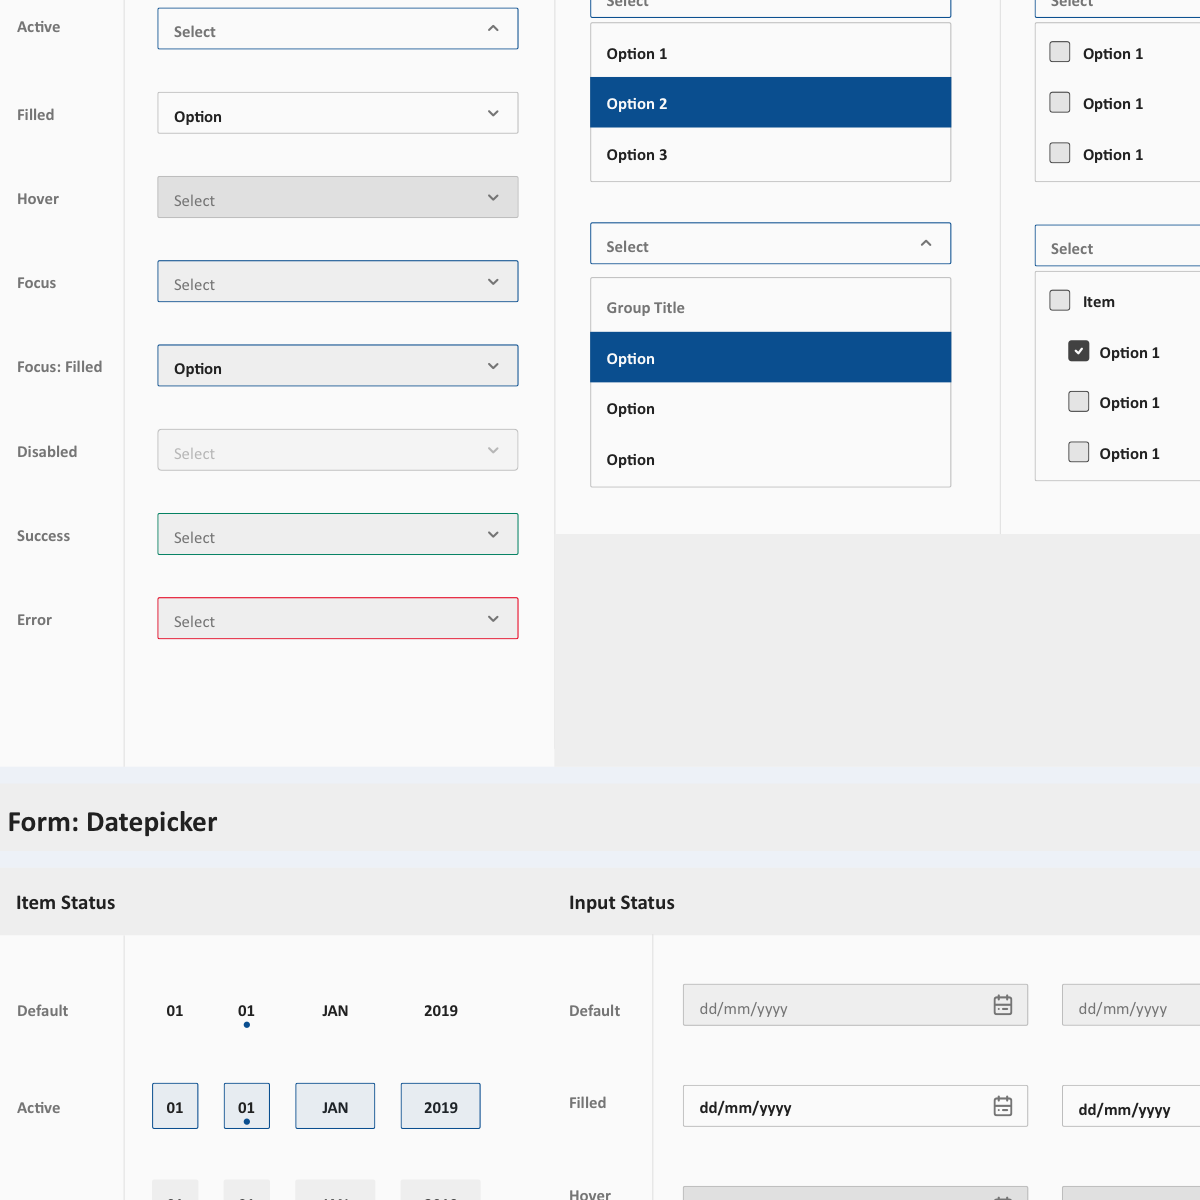 Active
Select
Filled
Option
Hover
Select
Focus
Select
Focus: Filled
Option
Disabled
Select
Success
Select
Error
Select
Select
Option 1
Option 2
Option 3
Select
Group Title
Option
Option
Option
Select
Option 1
Option 1
Option 1
Select
Item
Option 1
Option 1
Option 1
Form: Datepicker
Item Status
Default
01 01 JAN 2019
Active
01 01 JAN 2019
Input Status
Default
dd/mm/yyyy dd/mm/yyyy
Filled
dd/mm/yyyy dd/mm/yyyy
Hover